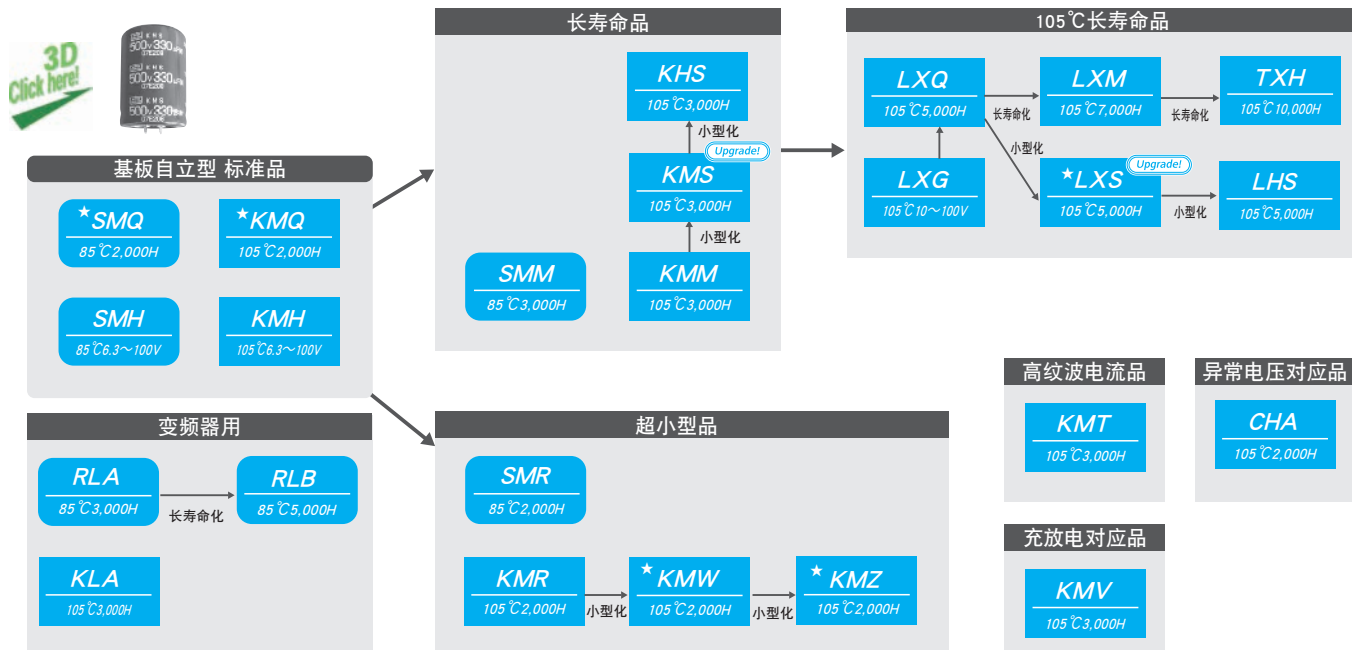 3D
Click here!
KMS
500V 330µF
KMS
500V 330µF
KMS
500V 330µF
基板自立型 标准品
★SMQ
85℃2,000H
★KMQ
105℃2,000H
SMH
85℃6.3～100V
KMH
105℃6.3～100V
长寿命品
KHS
105℃3,000H
小型化
Upgrade!
KMS
105℃3,000H
小型化
SMM
85℃3,000H
KMM
105℃3,000H
105℃长寿命品
LXQ
105℃5,000H
长寿命化
LXM
105℃7,000H
长寿命化
TXH
105℃10,000H
小型化
Upgrade!
LXG
105℃10～100V
★LXS
105℃5,000H
小型化
LHS
105℃5,000H
变频器用
RLA
85℃3,000H
长寿命化
RLB
85℃5,000H
KLA
105℃3,000H
超小型品
SMR
85℃2,000H
KMR
105℃2,000H
小型化
★KMW
105℃2,000H
小型化
★KMZ
105℃2,000H
高纹波电流品
KMT
105℃3,000H
异常电压对应品
CHA
105℃2,000H
充放电对应品
KMV
105℃3,000H